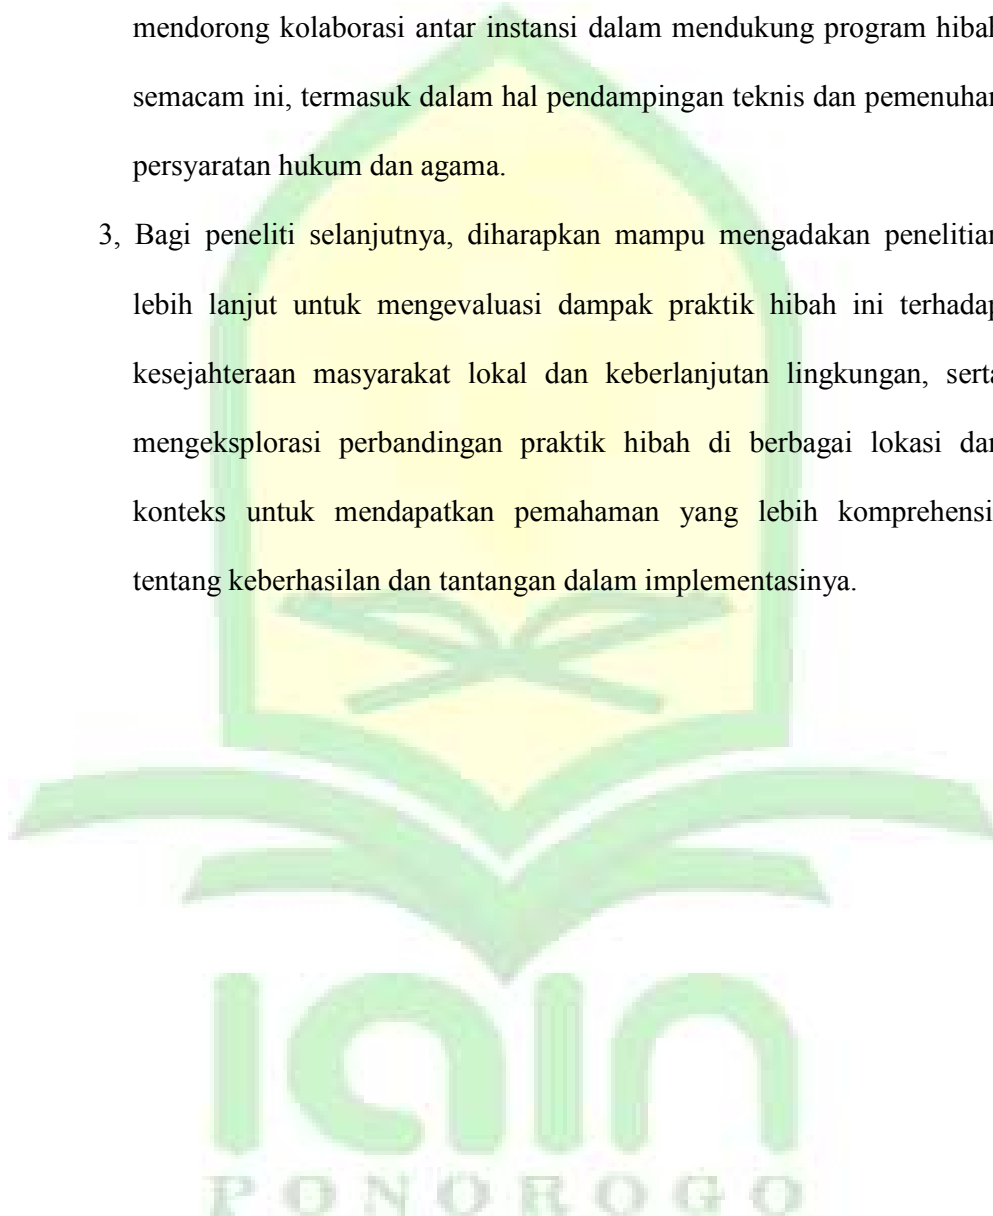 mendorong kolaborasi antar instansi dalam mendukung program hibah
semacam ini, termasuk dalam hal pendampingan teknis dan pemenuhan
persyaratan hukum dan agama.
3, Bagi peneliti selanjutnya, diharapkan mampu mengadakan penelitian
lebih lanjut untuk mengevaluasi dampak praktik hibah ini terhadap
kesejahteraan masyarakat lokal dan keberlanjutan lingkungan, serta
mengeksplorasi perbandingan praktik hibah di berbagai lokasi dan
konteks untuk mendapatkan pemahaman yang lebih komprehensif
tentang keberhasilan dan tantangan dalam implementasinya.
iain
PONOROGO